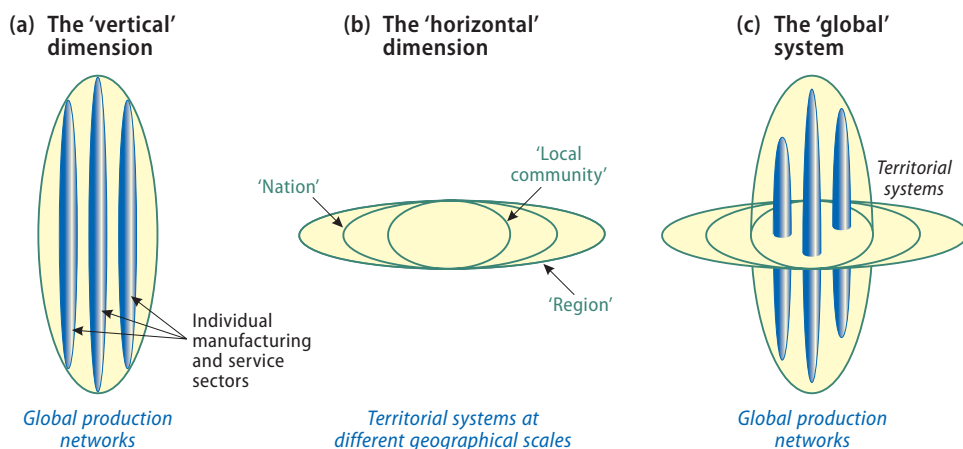 (a) The ‘vertical’
dimension
(b) The ‘horizontal’
dimension
(c) The ‘global’
system
‘Nation’
‘Local
community’
‘Region’
Territorial
systems
Individual
manufacturing
and service
sectors
Global production
networks
Territorial systems at
different geographical scales
Global production
networks